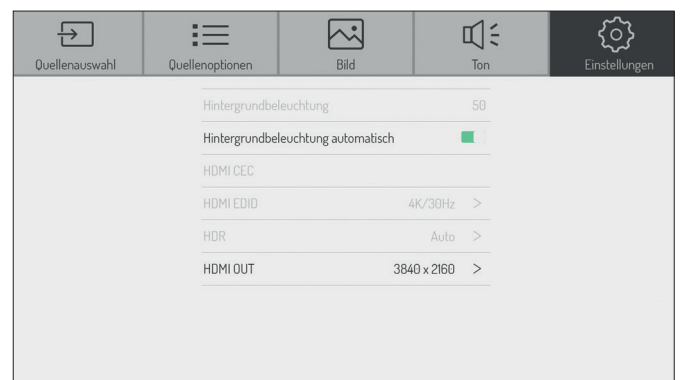 Quellenauswahl Quellenoptionen Bild Ton Einstellungen
Hintergrundbeleuchtung 50
Hintergrundbeleuchtung automatisch
HDMI CEC
HDMI EDID 4K/30Hz >
HDR Auto >
HDMI OUT 3840 x 2160 >